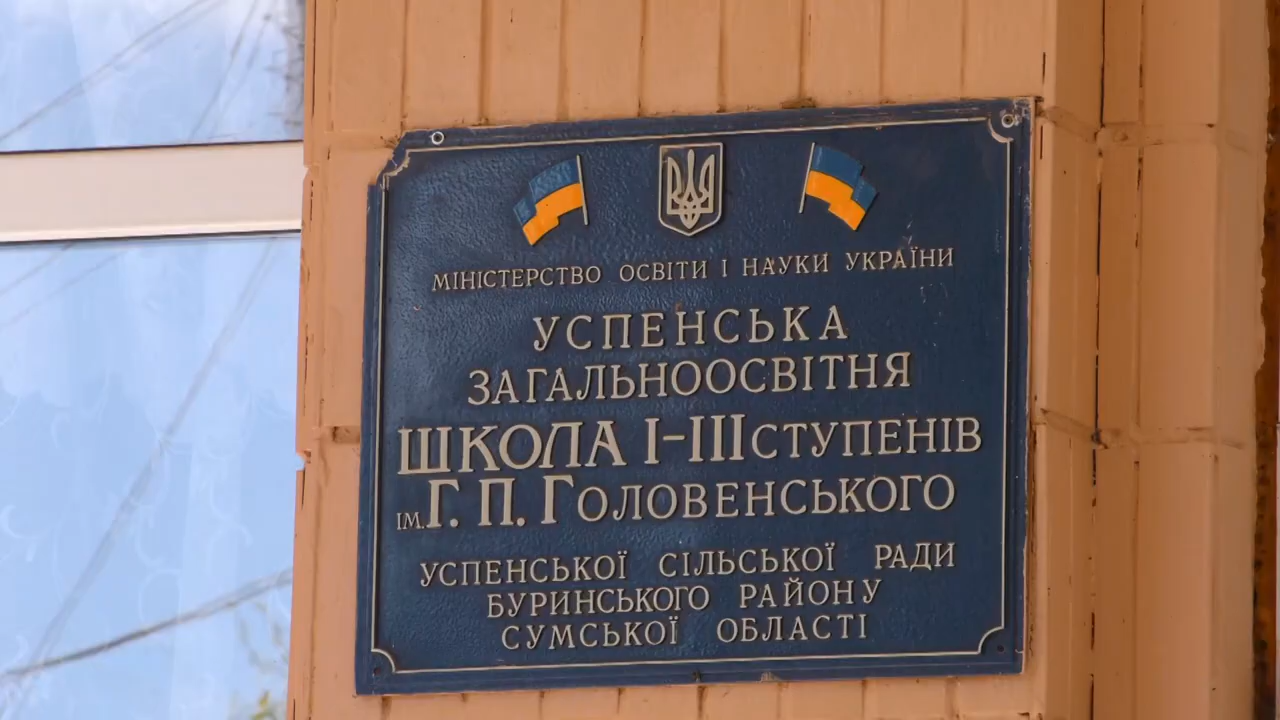 МІНІСТЕРСТВО ОСВІТИ І НАУКИ УКРАЇНИ
УСПЕНСЬКА
ЗАГАЛЬНООСВІТНЯ
ШКОЛА І-ІІІ СТУПЕНІВ
ІМ. Г. П. ГОЛОВЕНСЬКОГО
УСПЕНСЬКОЇ СІЛЬСЬКОЇ РАДИ
БУРИНСЬКОГО РАЙОНУ
СУМСЬКОЇ ОБЛАСТІ